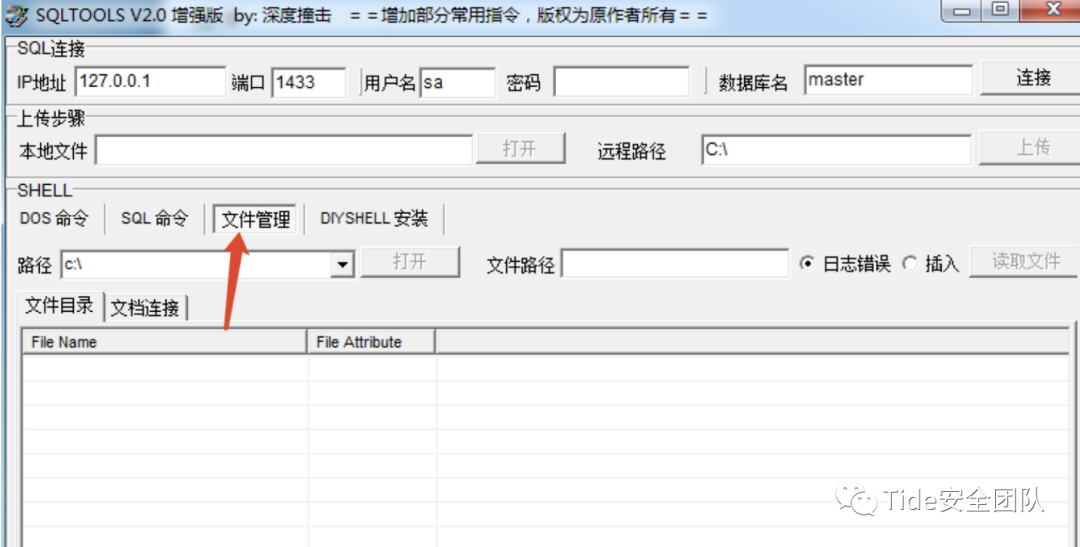 SQLTOOLS V2.0 增强版 by: 深度撞击 ==增加部分常用指令，版权为原作者所有==
SQL连接
IP地址 127.0.0.1 端口 1433 用户名 sa 密码 数据库名 master 连接
上传步骤
本地文件 打开 远程路径 C:\ 上传
SHELL
DOS 命令 SQL 命令 文件管理 DIYSHELL 安装
路径 c:\ 打开 文件路径 日志错误 插入 读取文件
文件目录 文档连接
File Name File Attribute
Tide安全团队